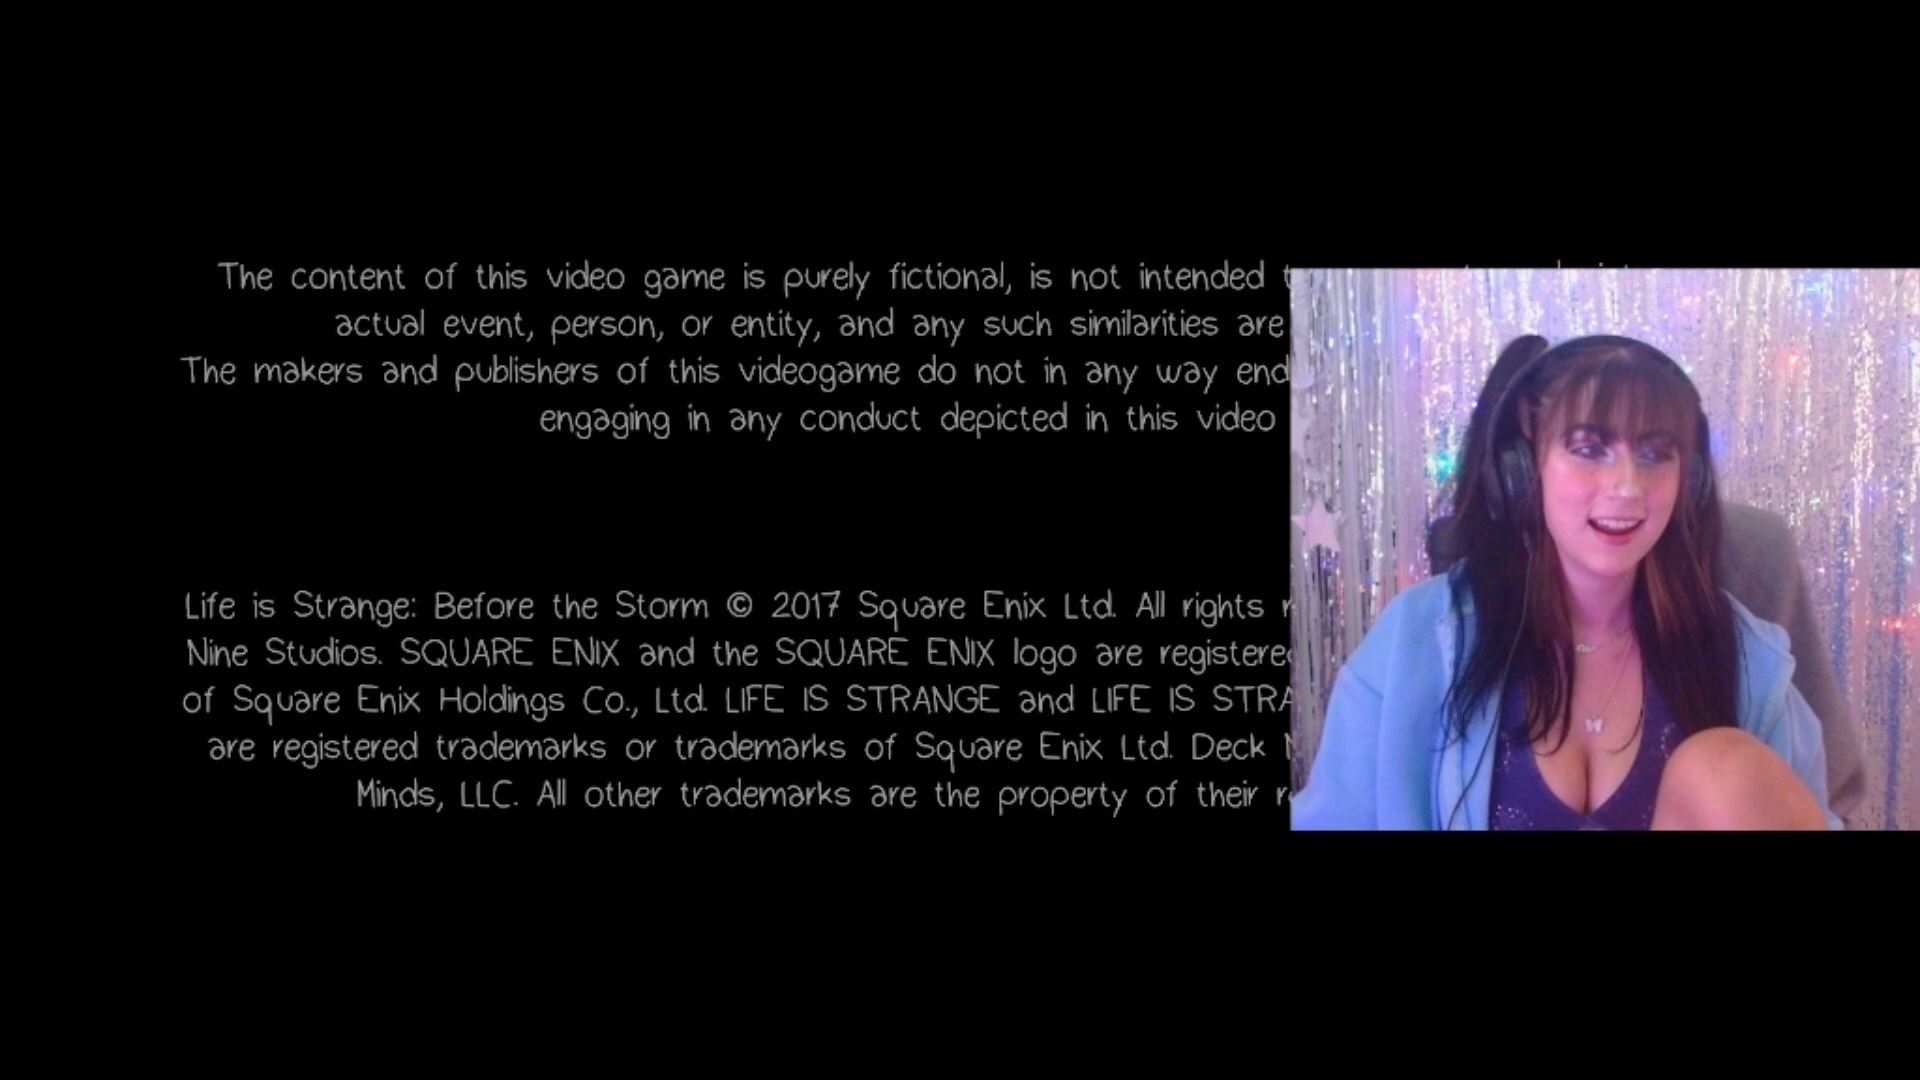 The content of this video game is purely fictional, is not intended
actual event, person, or entity, and any such similarities are
The makers and publishers of this videogame do not in any way
engaging in any conduct depicted in this video
Life is Strange: Before the Storm © 2017 Square Enix Ltd. All rights
Nine Studios. SQUARE ENIX and the SQUARE ENIX logo are
of Square Enix Holdings Co., Ltd. LIFE IS STRANGE and LIFE IS
are registered trademarks or trademarks of Square Enix Ltd. Deck
Minds, LLC. All other trademarks are the property of their